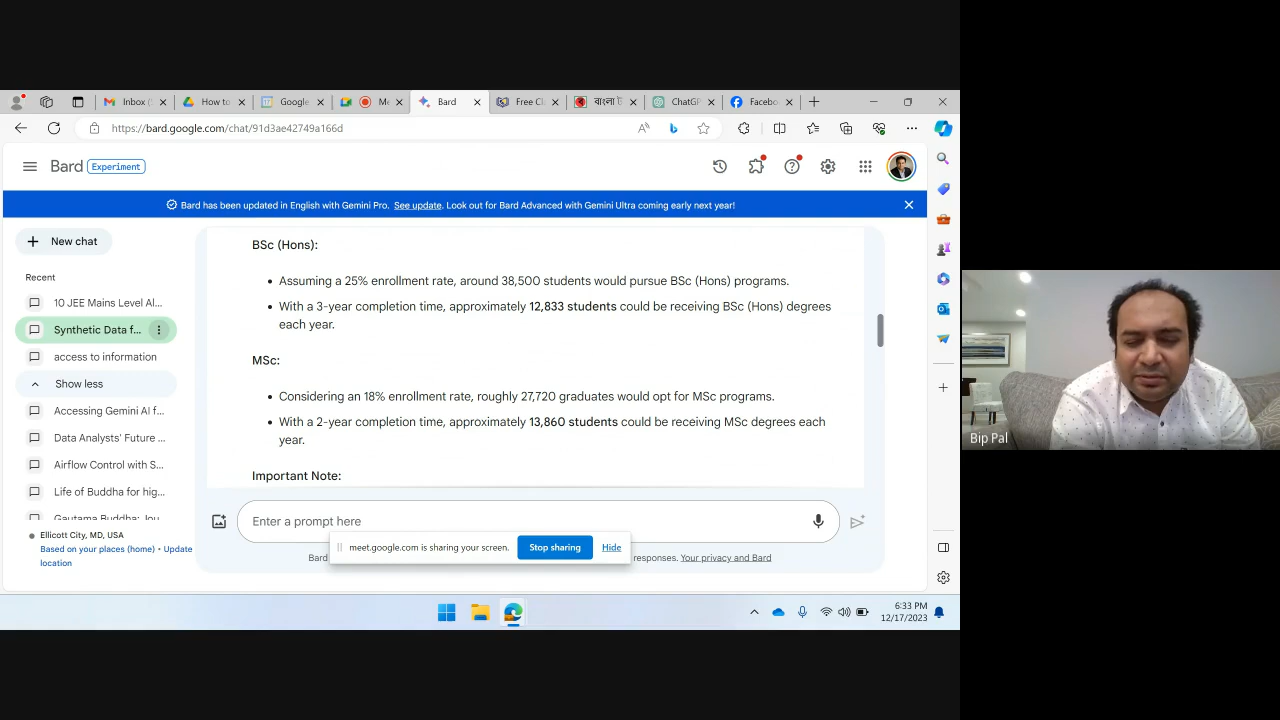 Inbox (
How to
Google
Me
Bard
Free Cl
বাংলা ট
ChatGP
Facebo
https://bard.google.com/chat/91d3ae42749a166d
Bard
Experiment
Bard has been updated in English with Gemini Pro. See update. Look out for Bard Advanced with Gemini Ultra coming early next year!
New chat
Recent
10 JEE Mains Level Al...
Synthetic Data f...
access to information
Show less
Accessing Gemini AI f...
Data Analysts' Future ...
Airflow Control with S...
Life of Buddha for hig...
Gautama Buddha: Jou
Ellicott City, MD, USA
Based on your places (home) • Update
location
BSc (Hons):
• Assuming a 25% enrollment rate, around 38,500 students would pursue BSc (Hons) programs.
• With a 3-year completion time, approximately 12,833 students could be receiving BSc (Hons) degrees
each year.
MSc:
• Considering an 18% enrollment rate, roughly 27,720 graduates would opt for MSc programs.
• With a 2-year completion time, approximately 13,860 students could be receiving MSc degrees each
year.
Important Note:
Enter a prompt here
meet.google.com is sharing your screen.
Stop sharing
Hide
Bard
responses. Your privacy and Bard
6:33 PM
12/17/2023
Bip Pal